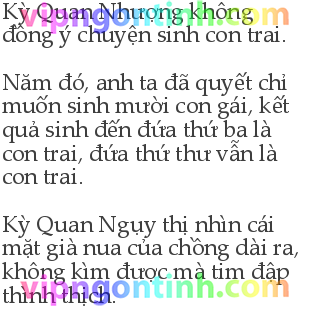 Kỳ Quan Nhượng không
đồng ý chuyện sinh con trai.
Năm đó, anh ta đã quyết chỉ
muốn sinh mười con gái, kết
quả sinh đến đứa thứ ba là
con trai, đứa thứ thư vẫn là
con trai.
Kỳ Quan Ngụy thị nhìn cái
mặt già nua của chồng dài ra,
không kìm được mà tim đập
thình thịch.
vipngontinh.com
vipngontinh.com